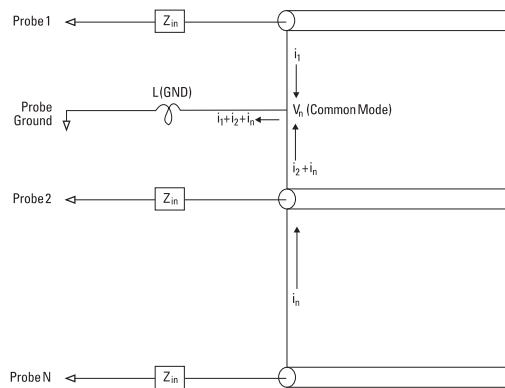 Probe 1
Z_in
i_1
L(GND)
Probe
Ground
i_1+i_2+i_n
V_n (Common Mode)
i_2+i_n
Probe 2
Z_in
i_n
Probe N
Z_in